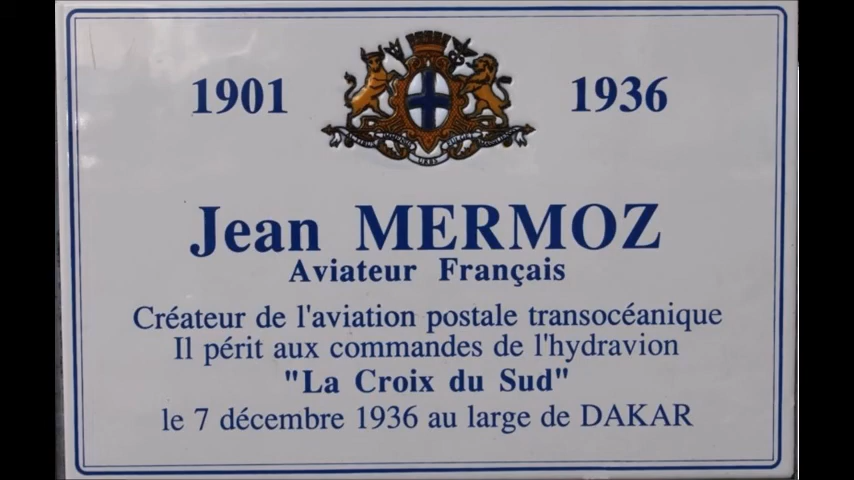 1901 1936
Jean MERMOZ
Aviateur Français
Créateur de l'aviation postale transocéanique
Il périt aux commandes de l'hydravion
"La Croix du Sud"
le 7 décembre 1936 au large de DAKAR